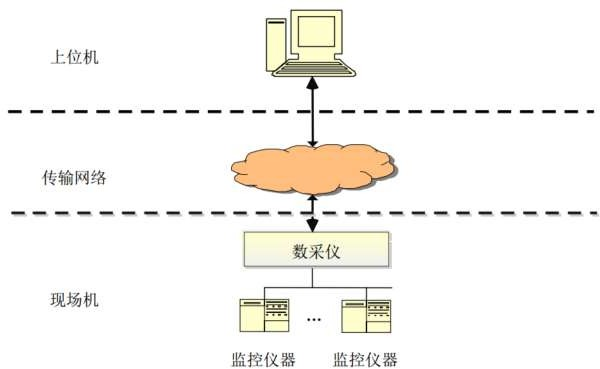 上位机
传输网络
数采仪
现场机
...
监控仪器 监控仪器